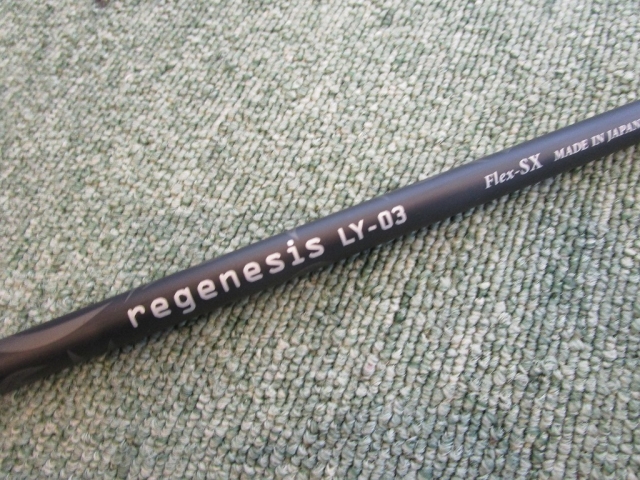 regenesis LY-03 Flex-SX MADE IN JAPAN